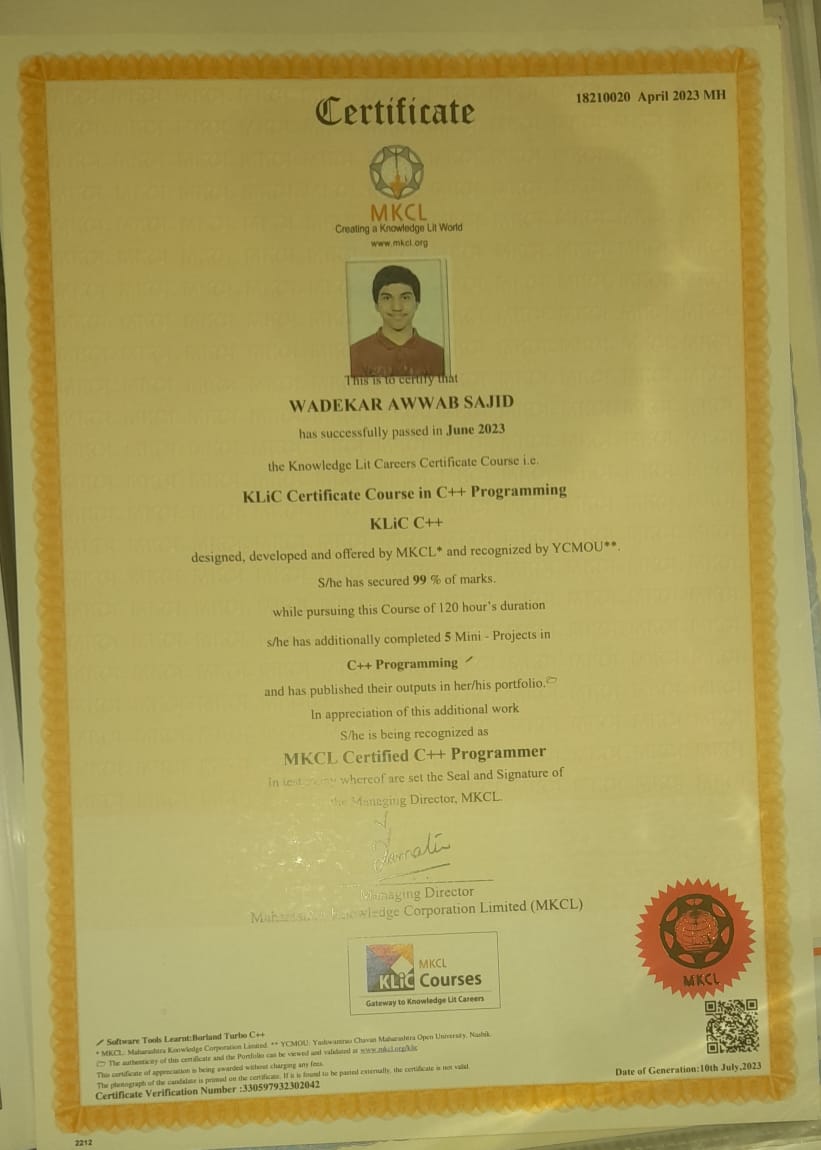 18210020 April 2023 MH
Certificate
MKCL
Creating a Knowledge Lit World
www.mkcl.org
This is to certify that
WADEKAR AWWAB SAJID
has successfully passed in June 2023
the Knowledge Lit Careers Certificate Course i.e.
KLiC Certificate Course in C++ Programming
KLiC C++
designed, developed and offered by MKCL* and recognized by YCMOU**.
S/he has secured 99 % of marks.
while pursuing this Course of 120 hour's duration
s/he has additionally completed 5 Mini - Projects in
C++ Programming
and has published their outputs in her/his portfolio.
In appreciation of this additional work
S/he is being recognized as
MKCL Certified C++ Programmer
In testimony whereof are set the Seal and Signature of
the Managing Director, MKCL.
Managing Director
Maharashtra Knowledge Corporation Limited (MKCL)
MKCL
KLiC Courses
Gateway to Knowledge Lit Careers
MKCL
Software Tools Learnt:Borland Turbo C++
* MKCL: Maharashtra Knowledge Corporation Limited. ** YCMOU: Yashwantrao Chavan Maharashtra Open University, Nashik.
The authenticity of this certificate and the Portfolio can be viewed and validated at www.mkcl.org/klic
This certificate of appreciation is being awarded without charging any fees.
The photograph of the candidate is printed on the certificate. If it is found to be pasted externally, the certificate is not valid.
Certificate Verification Number :330597932302042
Date of Generation:10th July,2023
2212